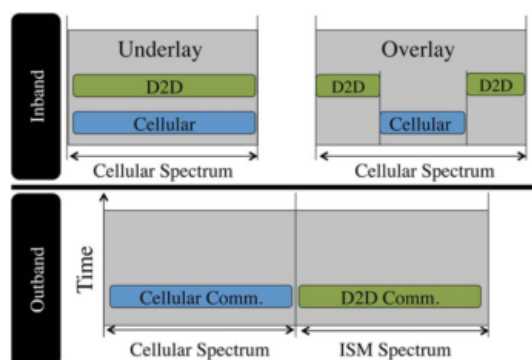 Inband
Underlay
D2D
Cellular
Cellular Spectrum
Overlay
D2D
D2D
Cellular
Cellular Spectrum
Outband
Time
Cellular Comm.
D2D Comm.
Cellular Spectrum
ISM Spectrum